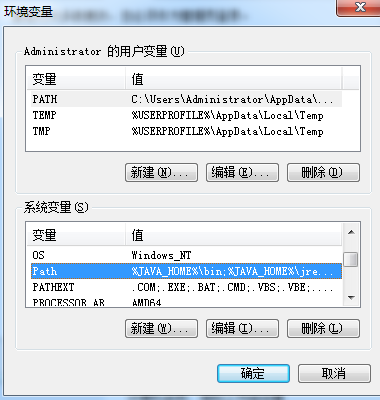 环境变量
Administrator 的用户变量(U)
变量 值
PATH C:\Users\Administrator\AppData\...
TEMP %USERPROFILE%\AppData\Local\Temp
TMP %USERPROFILE%\AppData\Local\Temp
新建(N)... 编辑(E)... 删除(D)
系统变量(S)
变量 值
OS Windows_NT
Path %JAVA_HOME%\bin;%JAVA_HOME%\jre...
PATHEXT .COM;.EXE;.BAT;.CMD;.VBS;.VBE;...
PROCESSOR_AR AMD64
新建(W)... 编辑(I)... 删除(L)
确定 取消